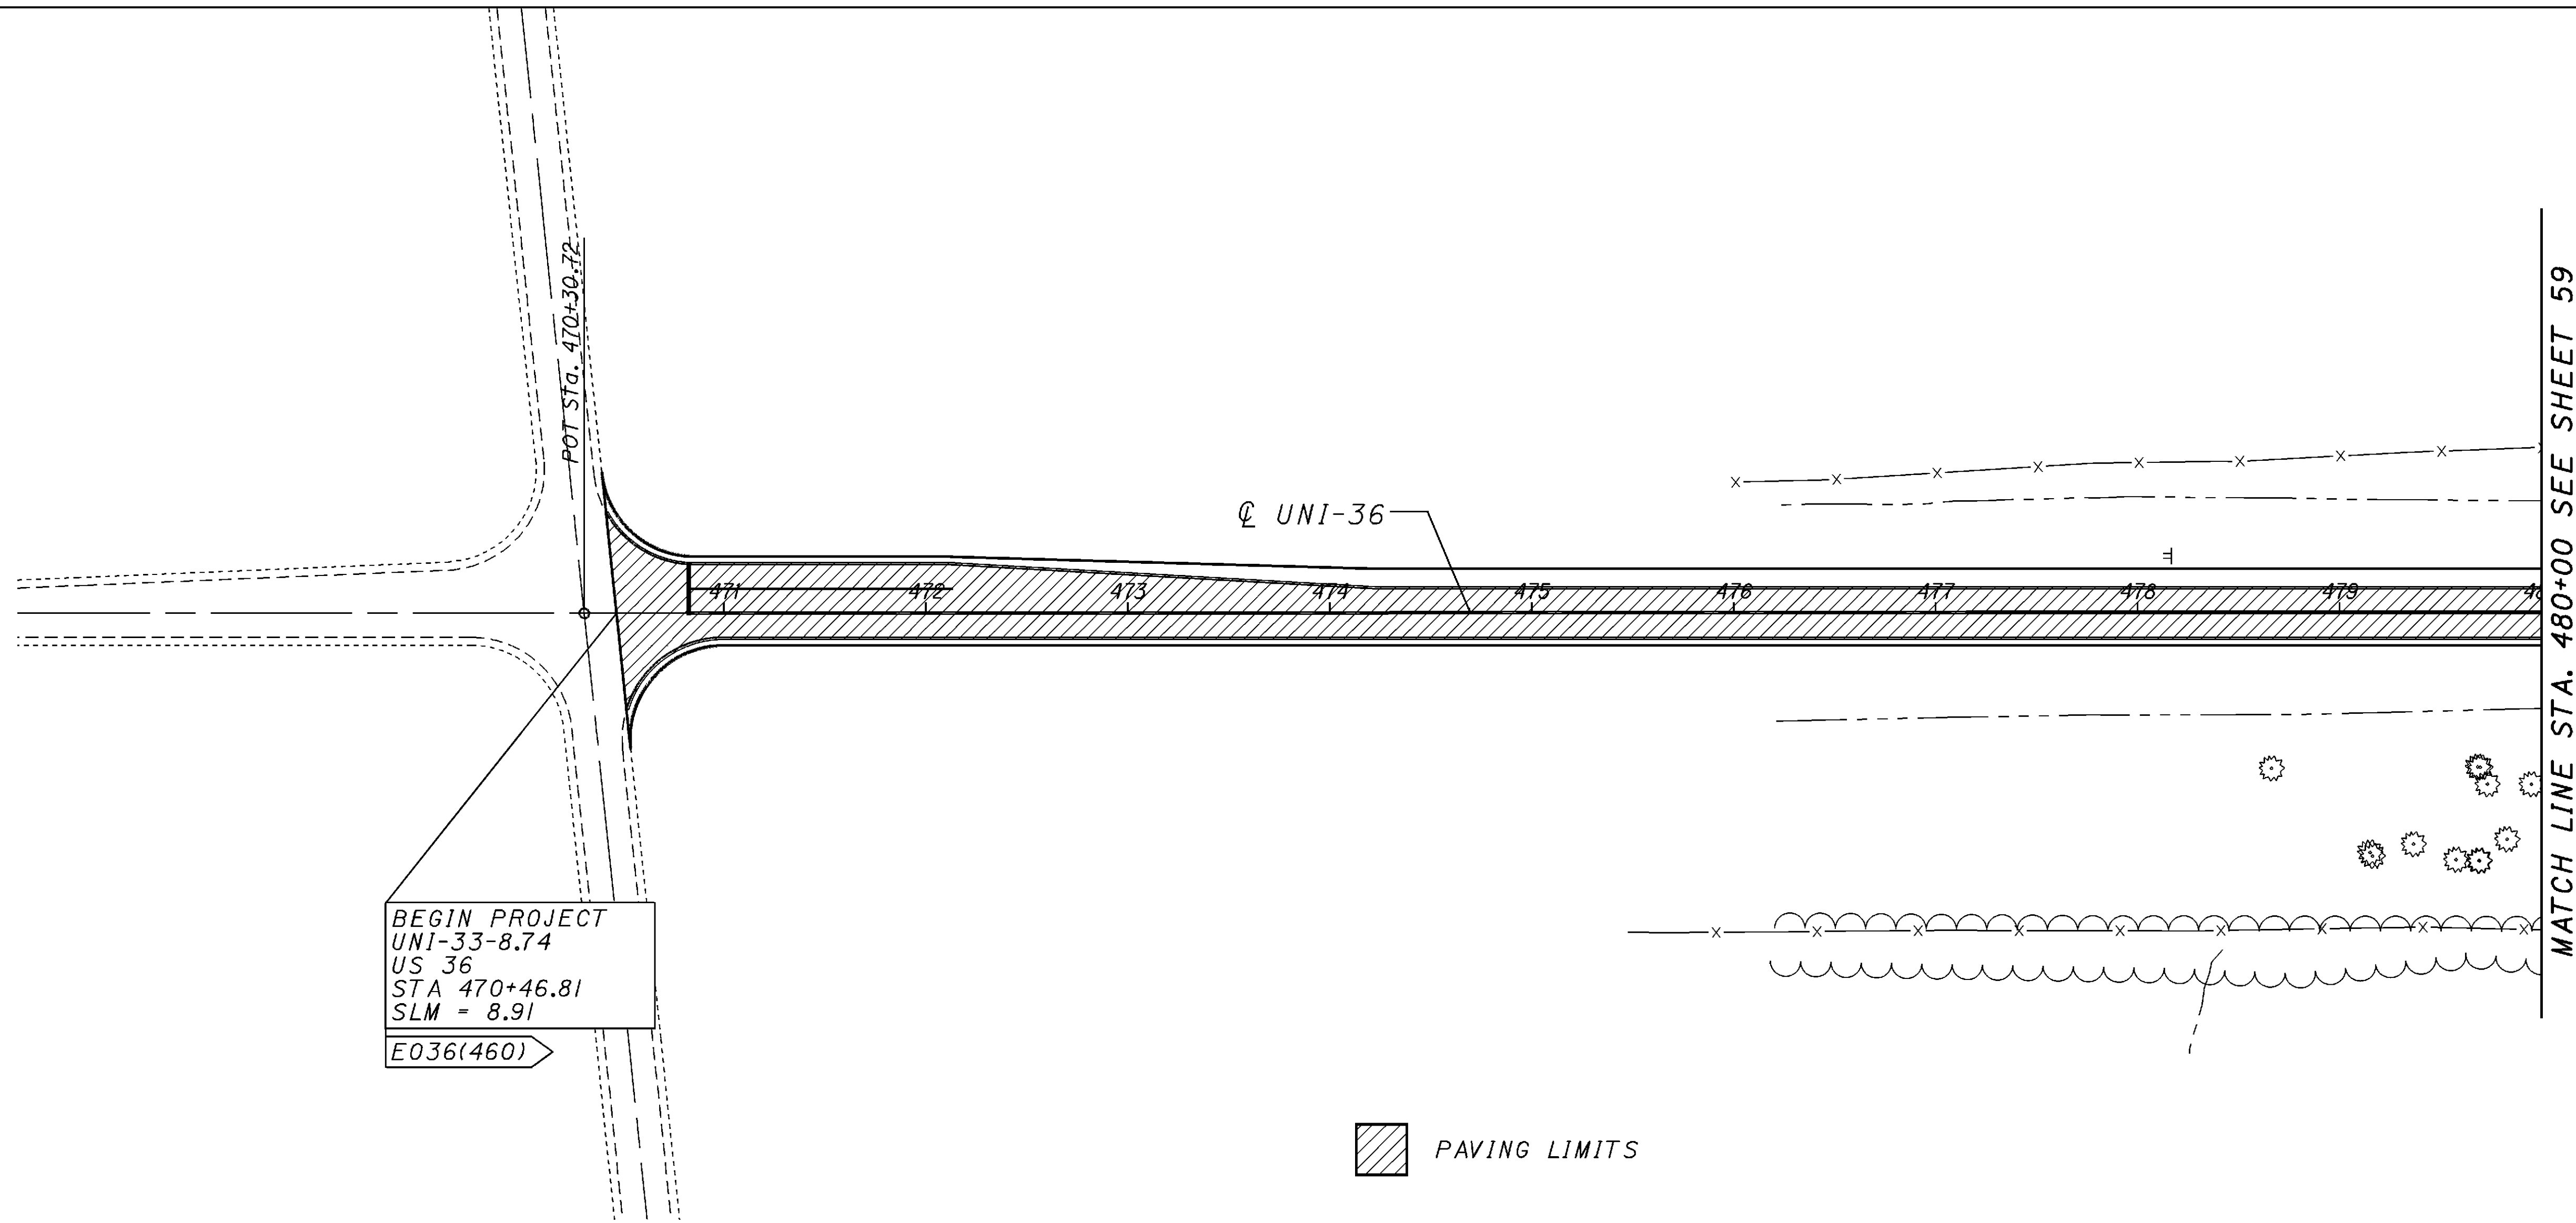 POT Sta. 470+30.72
℄ UNI-36
471 472 473 474 475 476 477 478 479
MATCH LINE STA. 480+00 SEE SHEET 59
BEGIN PROJECT
UNI-33-8.74
US 36
STA 470+46.81
SLM = 8.91
E036(460)
PAVING LIMITS